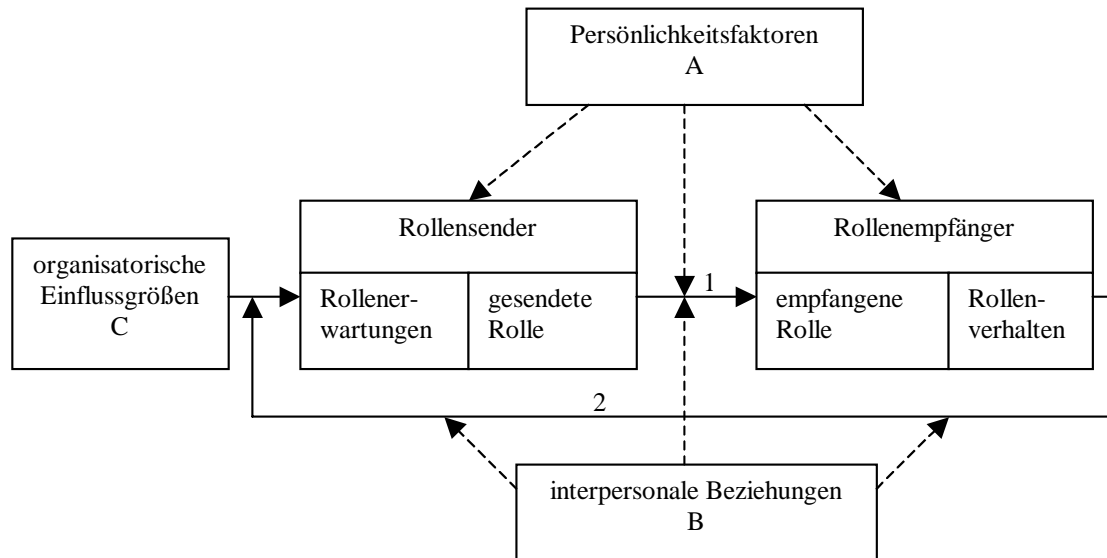 Persönlichkeitsfaktoren
A
Rollensender
Rollenempfänger
organisatorische
Einflussgrößen
C
Rollener-
wartungen
gesendete
Rolle
1
empfangene
Rolle
Rollen-
verhalten
2
interpersonale Beziehungen
B